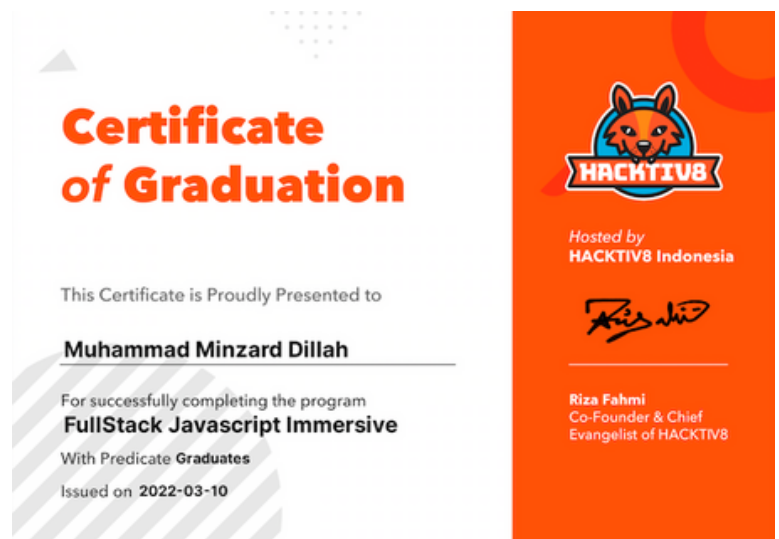 Certificate
of Graduation
This Certificate is Proudly Presented to
Muhammad Minzard Dillah
For successfully completing the program
FullStack Javascript Immersive
With Predicate Graduates
Issued on 2022-03-10
HACKTIV8
Hosted by
HACKTIV8 Indonesia
Riza Fahmi
Co-Founder & Chief
Evangelist of HACKTIV8